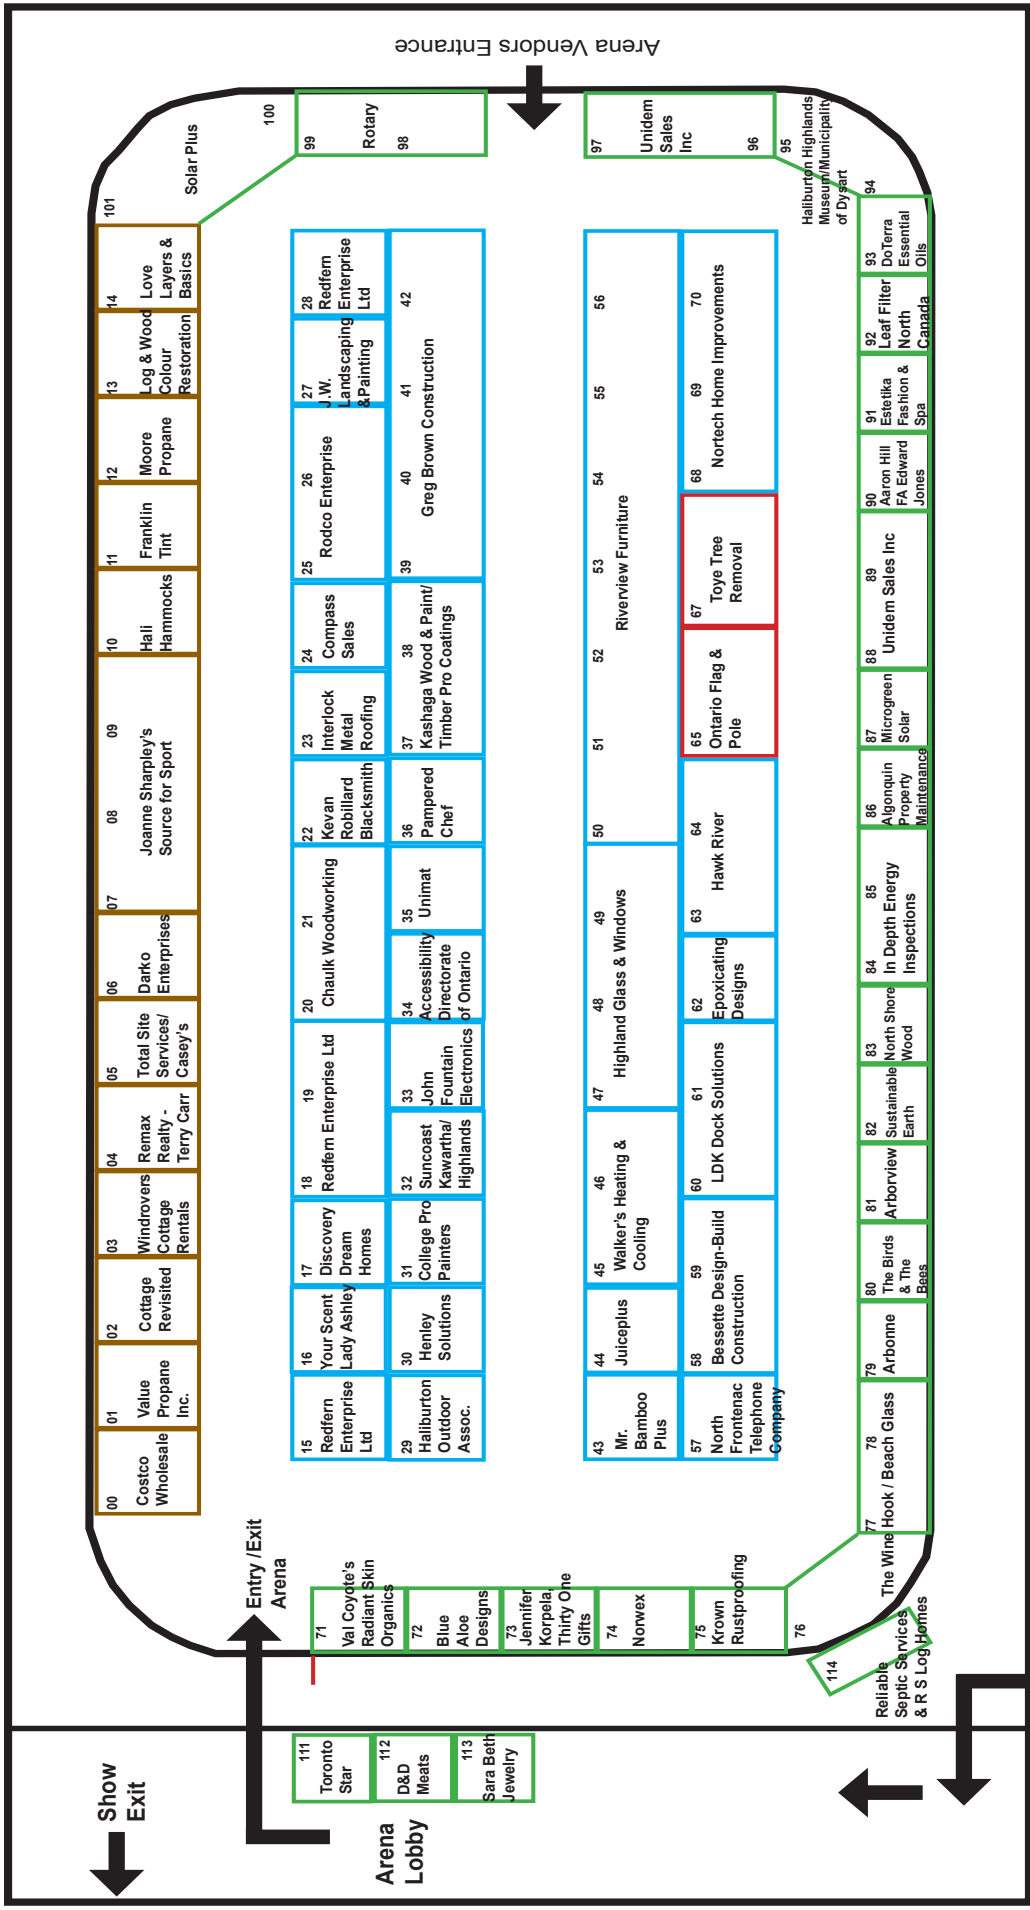 Arena Vendors Entrance
101
Solar Plus
100
99
Rotary
98
97
Unidem
Sales
Inc
96
95
Haliburton Highlands
Museum/Municipality
of Dysart
94
00
Costco
Wholesale
01
Value
Propane
Inc.
02
Cottage
Revisited
03
Windrovers
Cottage
Rentals
04
Remax
Realty -
Terry Carr
05
Total Site
Services/
Casey's
06
Darko
Enterprises
07 08 09
Joanne Sharpley's
Source for Sport
10
Hali
Hammocks
11
Franklin
Tint
12
Moore
Propane
13
Log & Wood
Colour
Restoration
14
Love
Layers &
Basics
15
Redfern
Enterprise
Ltd
16
Your Scent
Lady Ashley
17
Discovery
Dream
Homes
18 19
Redfern Enterprise Ltd
20 21
Chaulk Woodworking
22
Kevan
Robillard
Blacksmith
23
Interlock
Metal
Roofing
24
Compass
Sales
25 26
Rodco Enterprise
27
J.W.
Landscaping
&Painting
28
Redfern
Enterprise
Ltd
29
Haliburton
Outdoor
Assoc.
30
Henley
Solutions
31
College Pro
Painters
32
Suncoast
Kawartha/
Highlands
33
John
Fountain
Electronics
34
Accessibility
Directorate
of Ontario
35
Unimat
36
Pampered
Chef
37 38
Kashaga Wood & Paint/
Timber Pro Coatings
39 40 41 42
Greg Brown Construction
43
Mr.
Bamboo
Plus
44
Juiceplus
45 46
Walker's Heating &
Cooling
47 48 49
Highland Glass & Windows
50 51 52 53 54 55 56
Riverview Furniture
57
North
Frontenac
Telephone
Company
58 59
Bessette Design-Build
Construction
60 61
LDK Dock Solutions
62
Epoxicating
Designs
63 64
Hawk River
65
Ontario Flag &
Pole
67
Toye Tree
Removal
68 69 70
Nortech Home Improvements
77 78
The Wine Hook / Beach Glass
79
Arbonne
80
The Birds
& The
Bees
81
Arborview
82
Sustainable
Earth
83
North Shore
Wood
84 85
In Depth Energy
Inspections
86
Algonquin
Property
Maintenance
87
Microgreen
Solar
88 89
Unidem Sales Inc
90
Aaron Hill
FA Edward
Jones
91
Estetika
Fashion &
Spa
92
Leaf Filter
North
Canada
93
DoTerra
Essential
Oils
Entry /Exit
Arena
71
Val Coyote's
Radiant Skin
Organics
72
Blue
Aloe
Designs
73
Jennifer
Korpela,
Thirty One
Gifts
74
Norwex
75
Krown
Rustproofing
76
114
Reliable
Septic Services
& R S Log Homes
Show
Exit
Arena
Lobby
111
Toronto
Star
112
D&D
Meats
113
Sara Beth
Jewelry